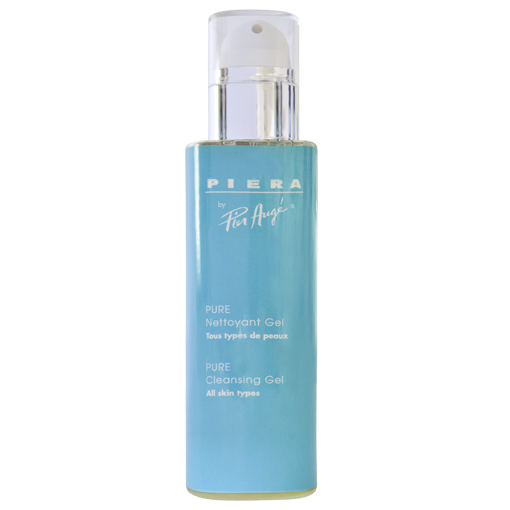 PIERA
by Pier Augé ®
PURE
Nettoyant Gel
Tous types de peaux
PURE
Cleansing Gel
All skin types